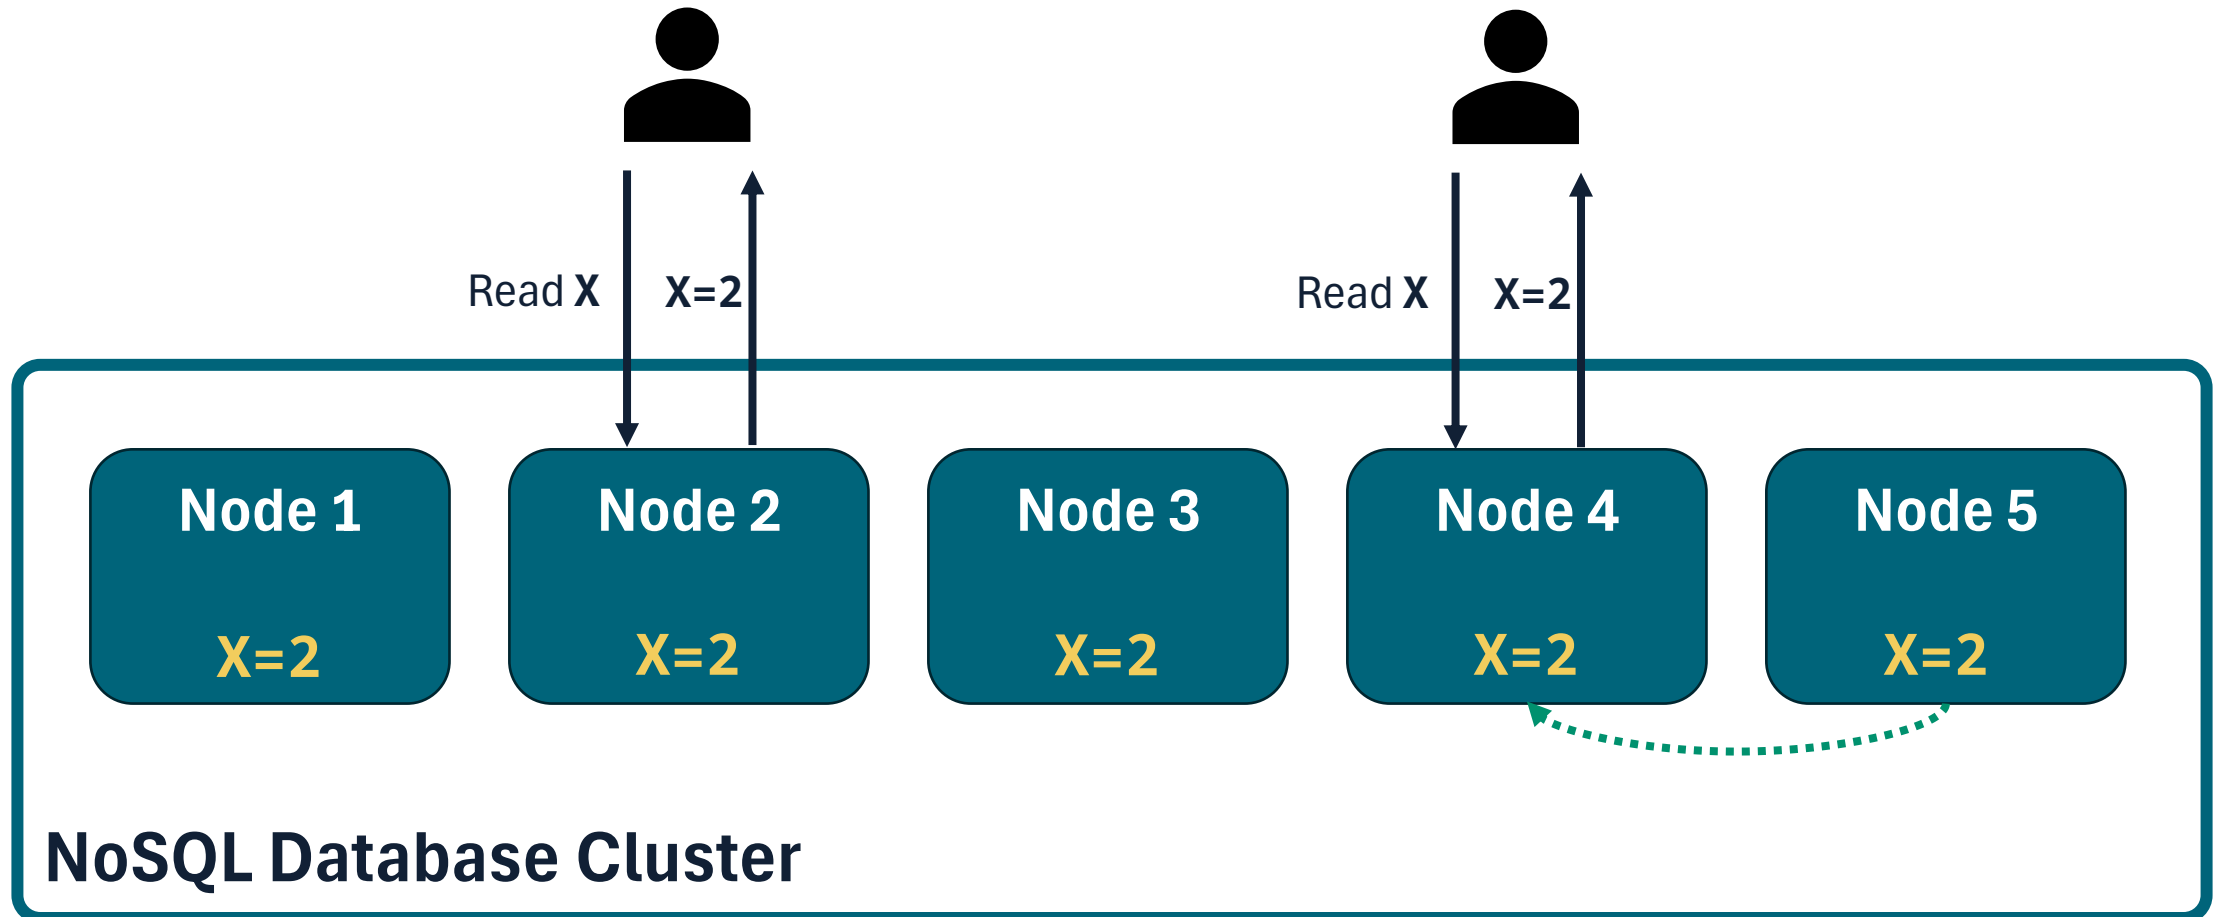 Read X
X=2
Read X
X=2
Node 1
Node 2
Node 3
Node 4
Node 5
X=2
X=2
X=2
X=2
X=2
NoSQL Database Cluster